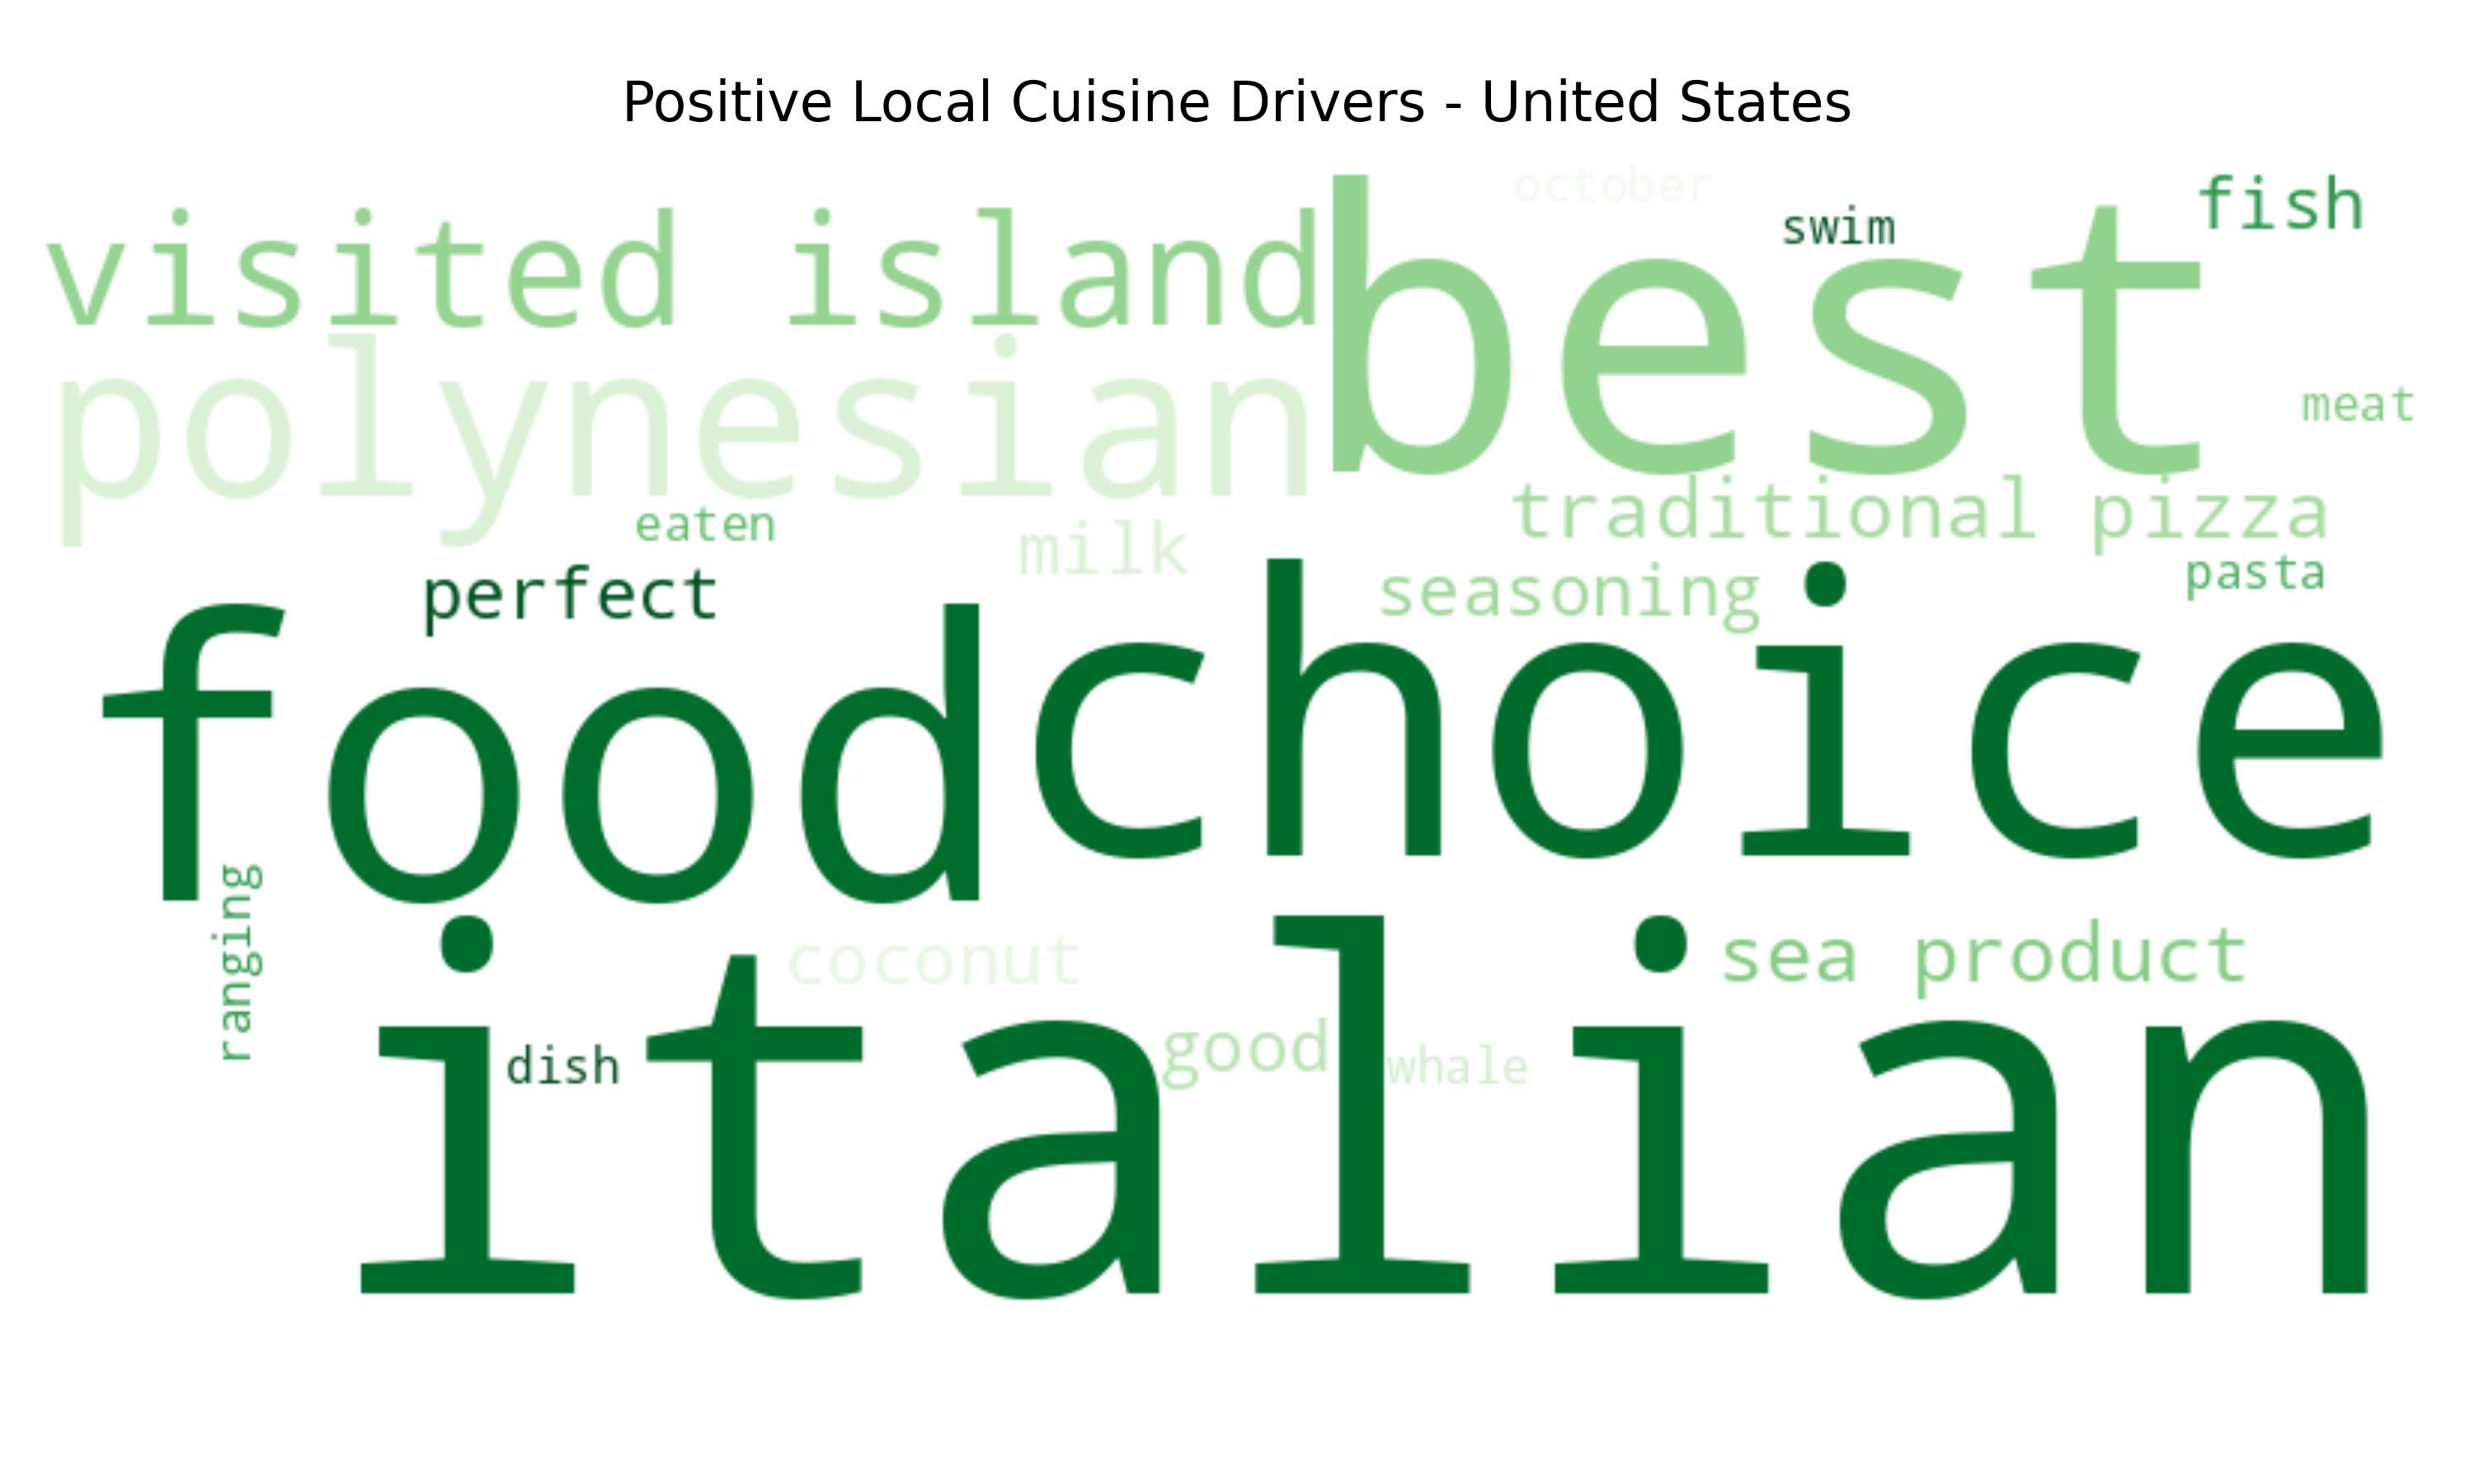 Positive Local Cuisine Drivers - United States
october
fish
swim
visited island
best
polynesian
meat
traditional pizza
eaten
milk
pasta
perfect
seasoning
food
choice
ranging
coconut
sea product
good
whale
dish
italian